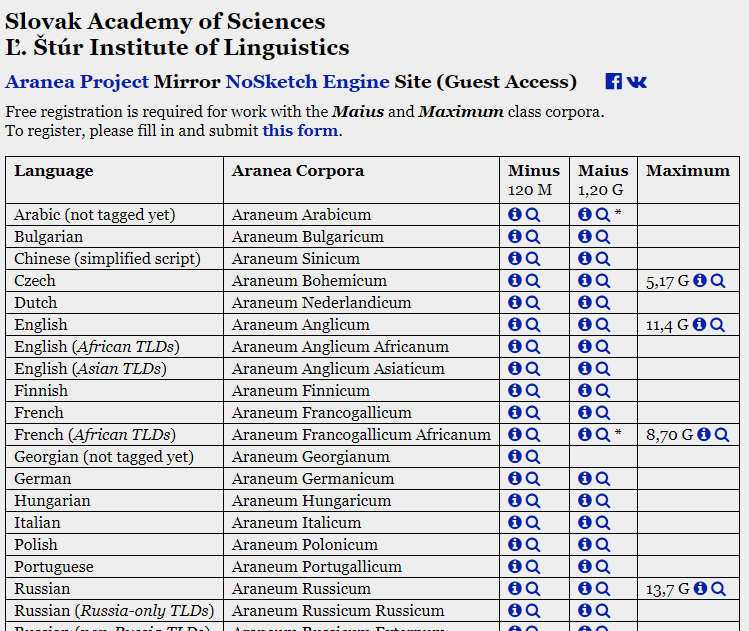 Slovak Academy of Sciences
Ľ. Štúr Institute of Linguistics
Aranea Project Mirror NoSketch Engine Site (Guest Access)
Free registration is required for work with the Maius and Maximum class corpora.
To register, please fill in and submit this form.
Language Aranea Corpora Minus Maius Maximum
120 M 1,20 G
Arabic (not tagged yet) Araneum Arabicum *
Bulgarian Araneum Bulgaricum
Chinese (simplified script) Araneum Sinicum
Czech Araneum Bohemicum 5,17 G
Dutch Araneum Nederlandicum
English Araneum Anglicum 11,4 G
English (African TLDs) Araneum Anglicum Africanum
English (Asian TLDs) Araneum Anglicum Asiaticum
Finnish Araneum Finnicum
French Araneum Francogallicum
French (African TLDs) Araneum Francogallicum Africanum * 8,70 G
Georgian (not tagged yet) Araneum Georgianum
German Araneum Germanicum
Hungarian Araneum Hungaricum
Italian Araneum Italicum
Polish Araneum Polonicum
Portuguese Araneum Portugallicum
Russian Araneum Russicum 13,7 G
Russian (Russia-only TLDs) Araneum Russicum Russicum
Russian (non-Russia TLDs) Araneum Russicum Externum